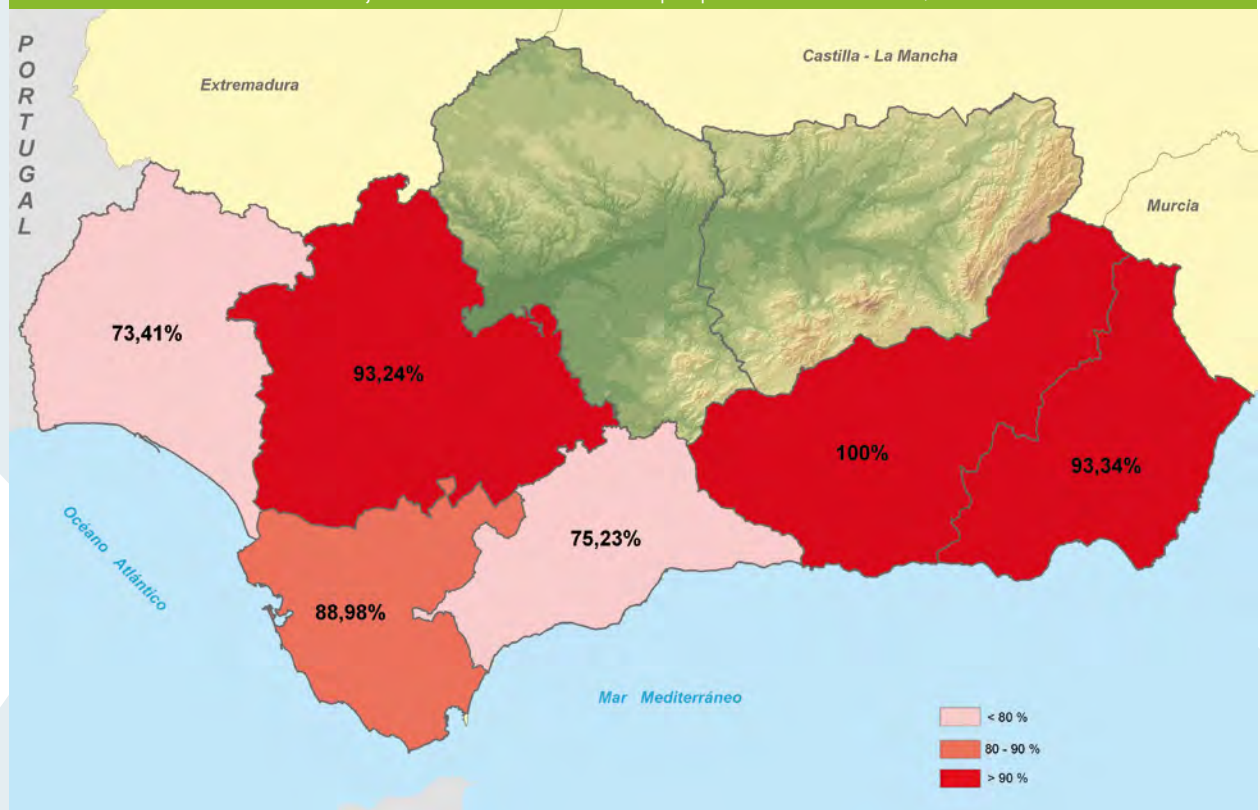 PORTUGAL
Extremadura
Castilla - La Mancha
Murcia
73,41%
93,24%
100%
93,34%
75,23%
88,98%
Océano Atlántico
Mar Mediterráneo
< 80 %
80 - 90 %
> 90 %